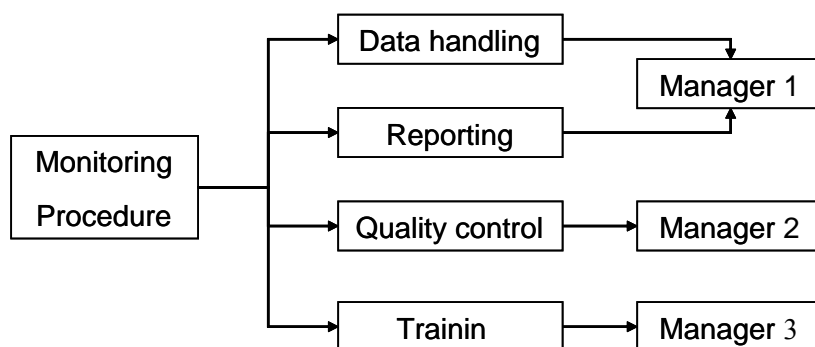 Data handling
Manager 1
Reporting
Monitoring
Procedure
Quality control
Manager 2
Trainin
Manager 3